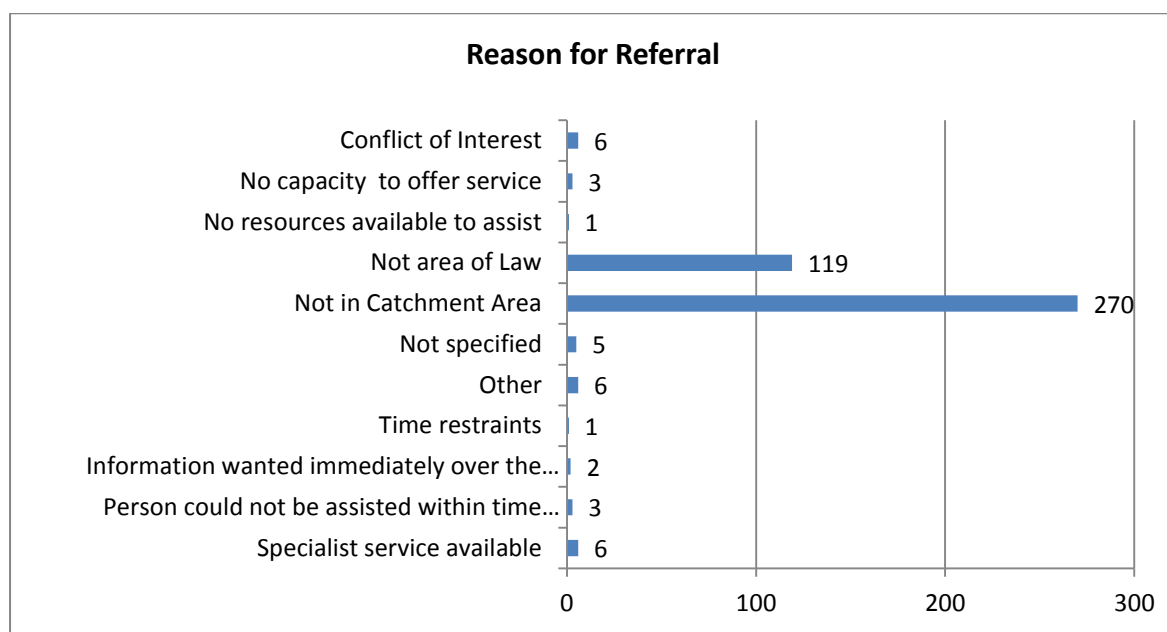 Reason for Referral
Conflict of Interest 6
No capacity  to offer service 3
No resources available to assist 1
Not area of Law 119
Not in Catchment Area 270
Not specified 5
Other 6
Time restraints 1
Information wanted immediately over the… 2
Person could not be assisted within time… 3
Specialist service available 6
0 100 200 300